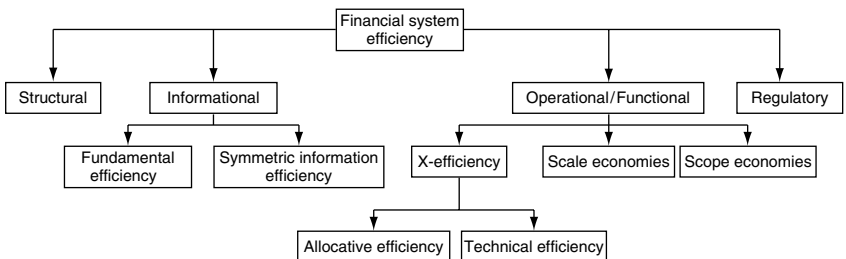 Financial system
efficiency
Structural
Informational
Operational/Functional
Regulatory
Fundamental
efficiency
Symmetric information
efficiency
X-efficiency
Scale economies
Scope economies
Allocative efficiency
Technical efficiency